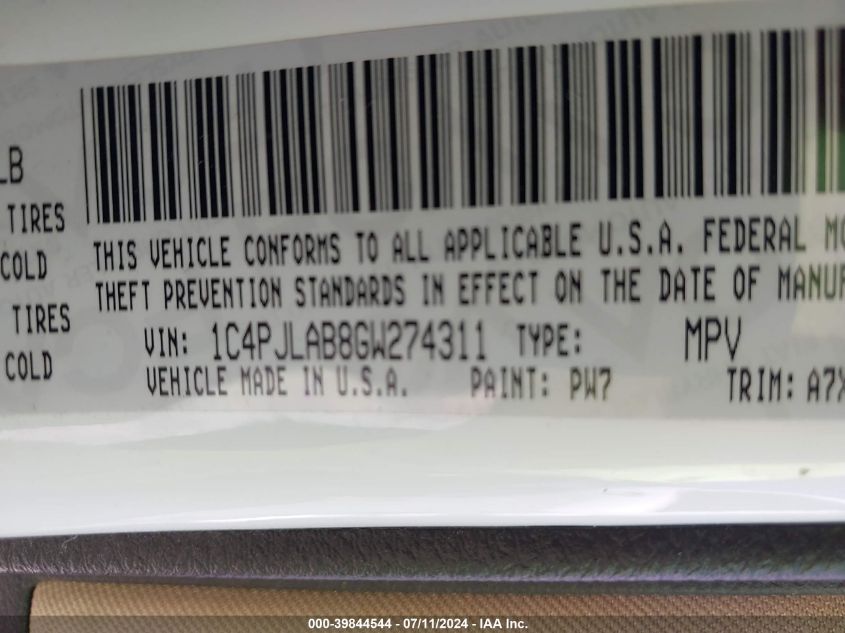 LB
TIRES
COLD
TIRES
COLD
THIS VEHICLE CONFORMS TO ALL APPLICABLE U.S.A. FEDERAL
THEFT PREVENTION STANDARDS IN EFFECT ON THE DATE OF MANUF
VIN: 1C4PJLAB8GW274311 TYPE: MPV
VEHICLE MADE IN U.S.A. PAINT: PW7 TRIM: A7X
000-39844544 - 07/11/2024 - IAA Inc.